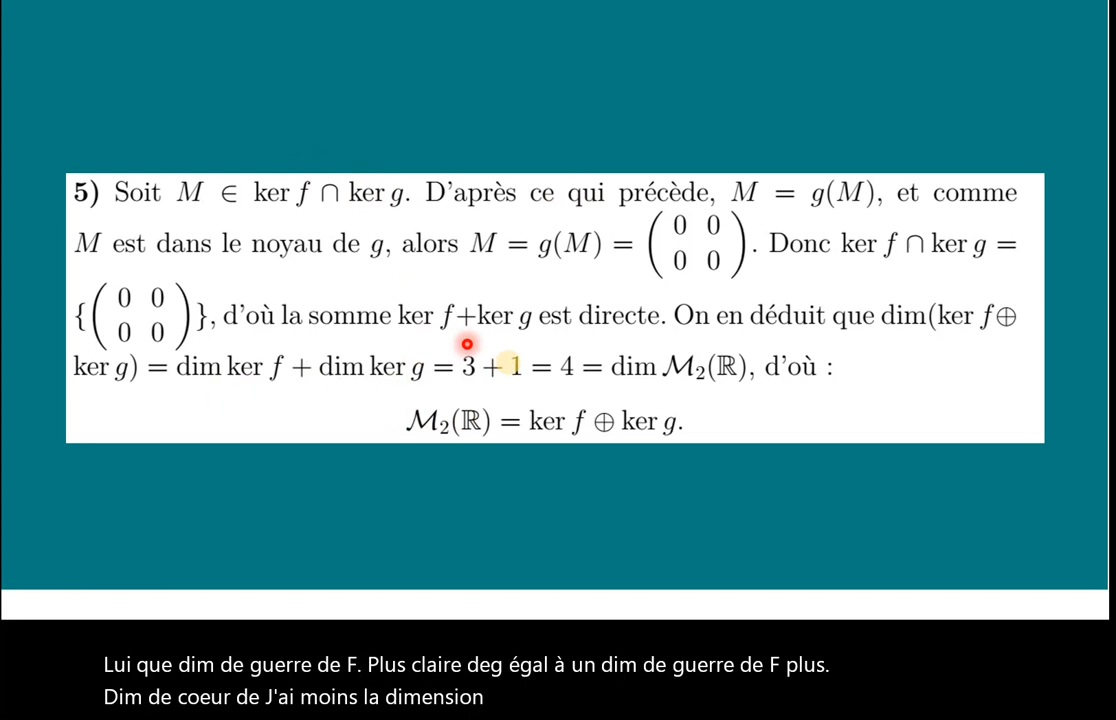 5) Soit M ∈ ker f ∩ ker g. D'après ce qui précède, M = g(M), et comme
M est dans le noyau de g, alors M = g(M) = ( 0 0 0 0 ). Donc ker f ∩ ker g =
{( 0 0 0 0 )}, d'où la somme ker f+ker g est directe. On en déduit que dim(ker f⊕
ker g) = dim ker f + dim ker g = 3 + 1 = 4 = dim ℳ₂(ℝ), d'où :
ℳ₂(ℝ) = ker f ⊕ ker g.
Lui que dim de guerre de F. Plus claire deg égal à un dim de guerre de F plus.
Dim de coeur de J'ai moins la dimension